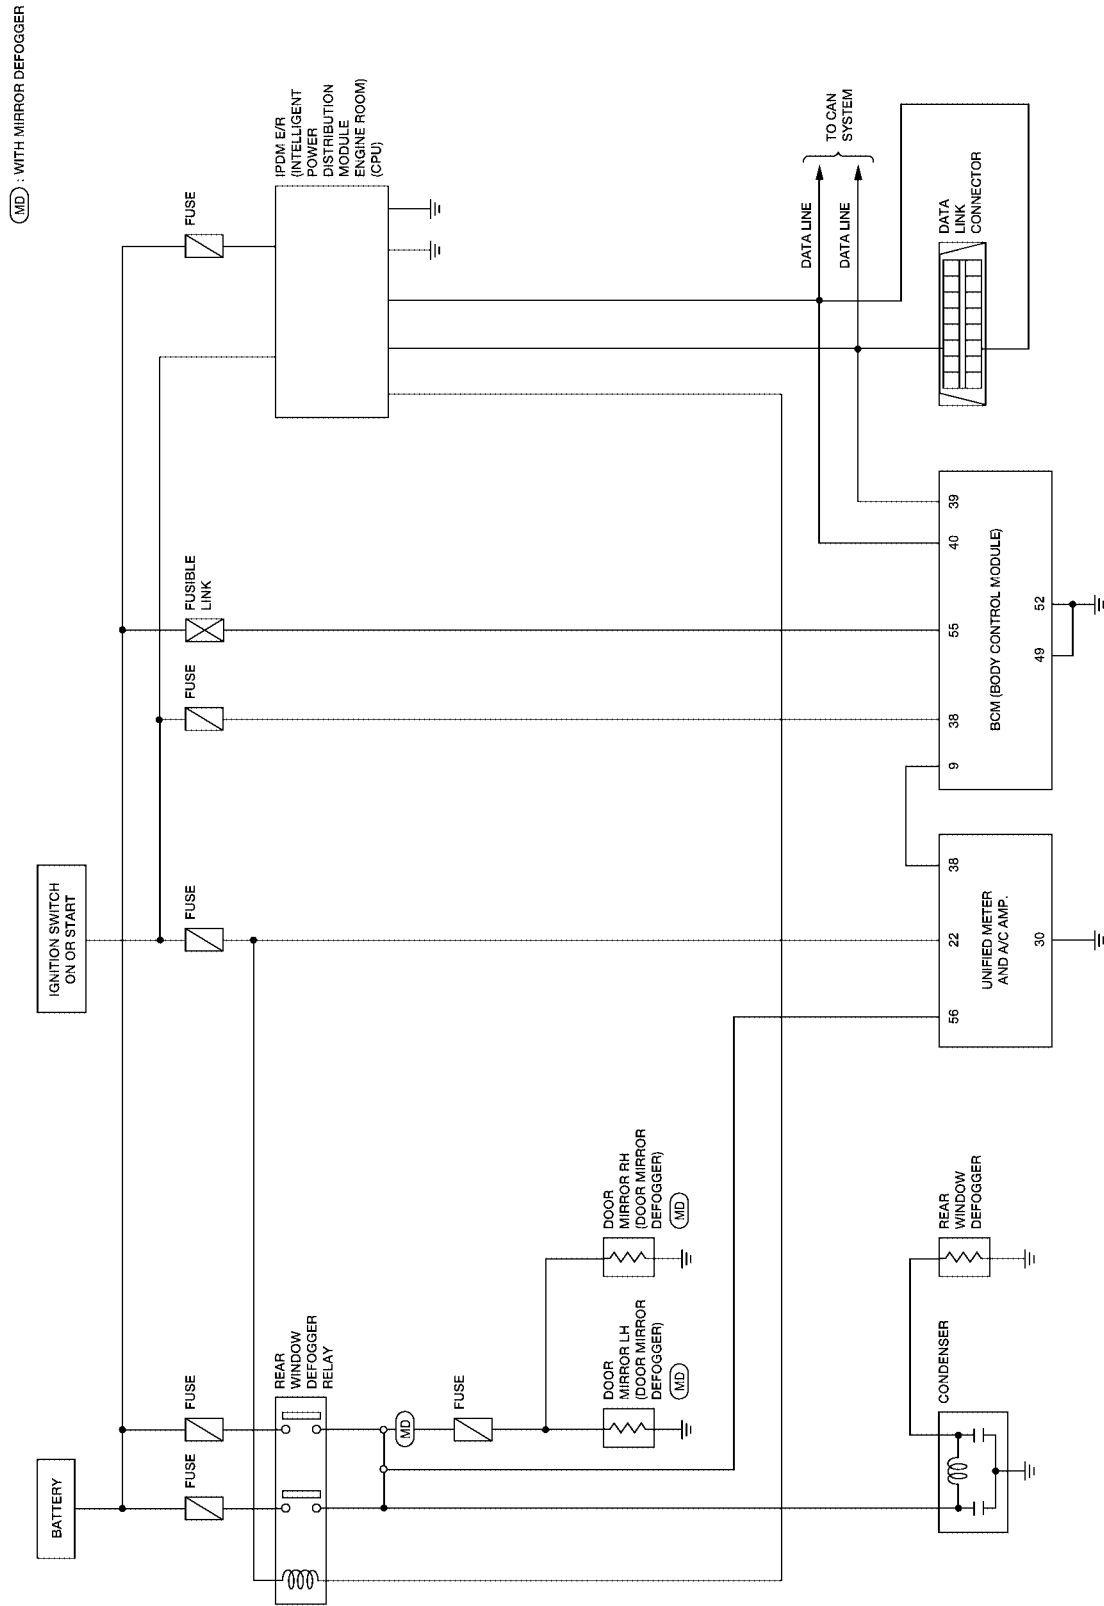 BATTERY
IGNITION SWITCH
ON OR START
MD : WITH MIRROR DEFOGGER
FUSE
FUSE
FUSE
FUSE
FUSIBLE
LINK
FUSE
REAR
WINDOW
DEFOGGER
RELAY
IPDM E/R
(INTELLIGENT
POWER
DISTRIBUTION
MODULE
ENGINE ROOM)
(CPU)
MD
FUSE
DOOR
MIRROR LH
(DOOR MIRROR
DEFOGGER)
MD
DOOR
MIRROR RH
(DOOR MIRROR
DEFOGGER)
MD
DATA LINE
DATA LINE
TO CAN
SYSTEM
CONDENSER
REAR
WINDOW
DEFOGGER
56
22
38
UNIFIED METER
AND A/C AMP.
30
9
38
55
40
39
BCM (BODY CONTROL MODULE)
49
52
DATA
LINK
CONNECTOR